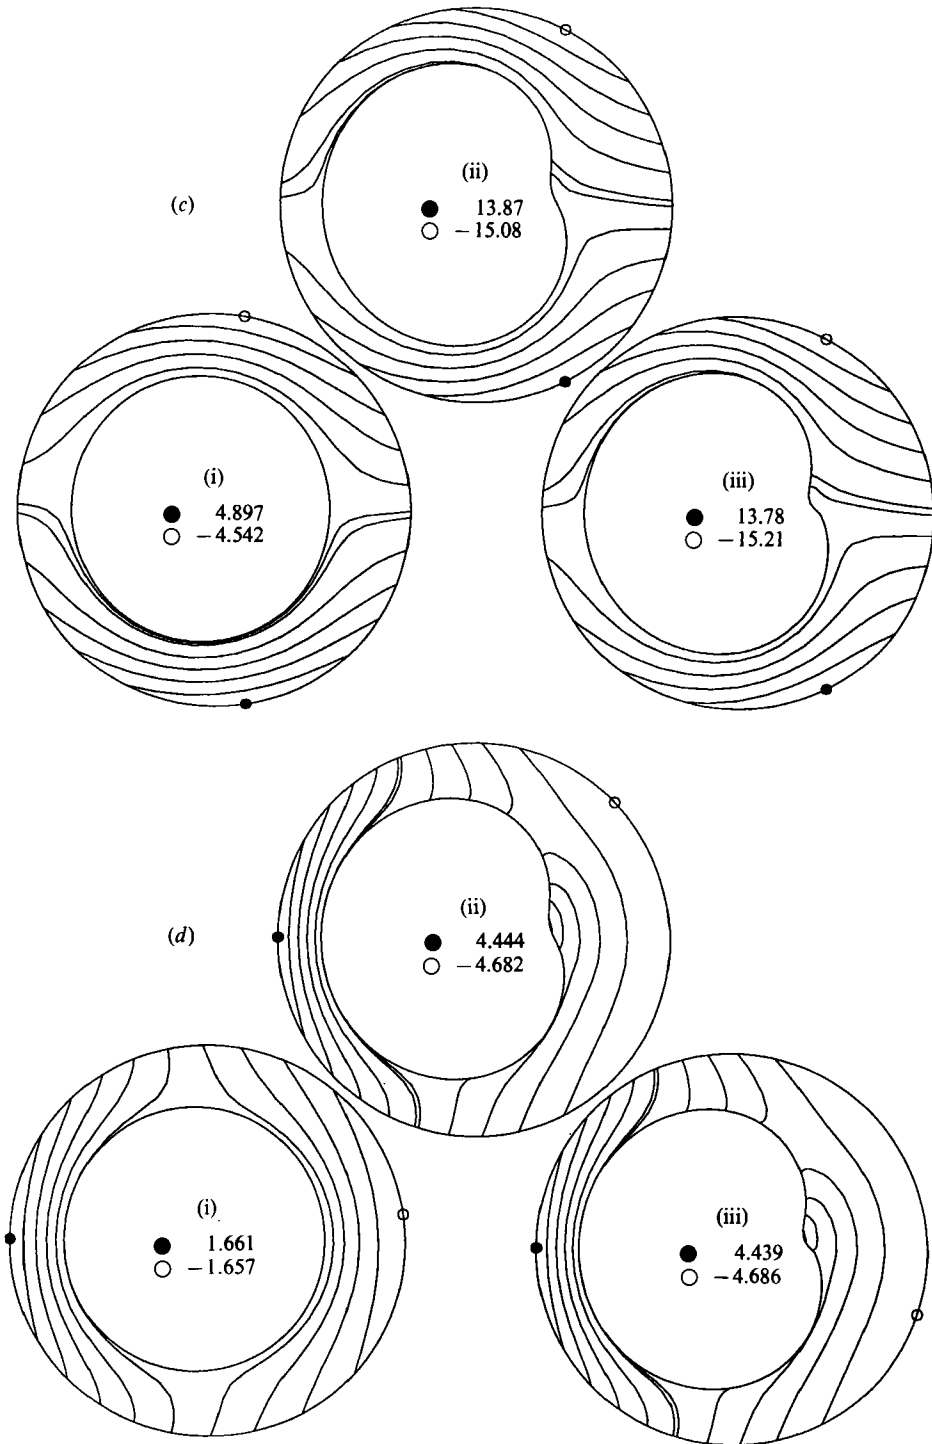 (ii)
13.87
−15.08
(c)
(i)
4.897
−4.542
(iii)
13.78
−15.21
(ii)
4.444
−4.682
(d)
(i)
1.661
−1.657
(iii)
4.439
−4.686